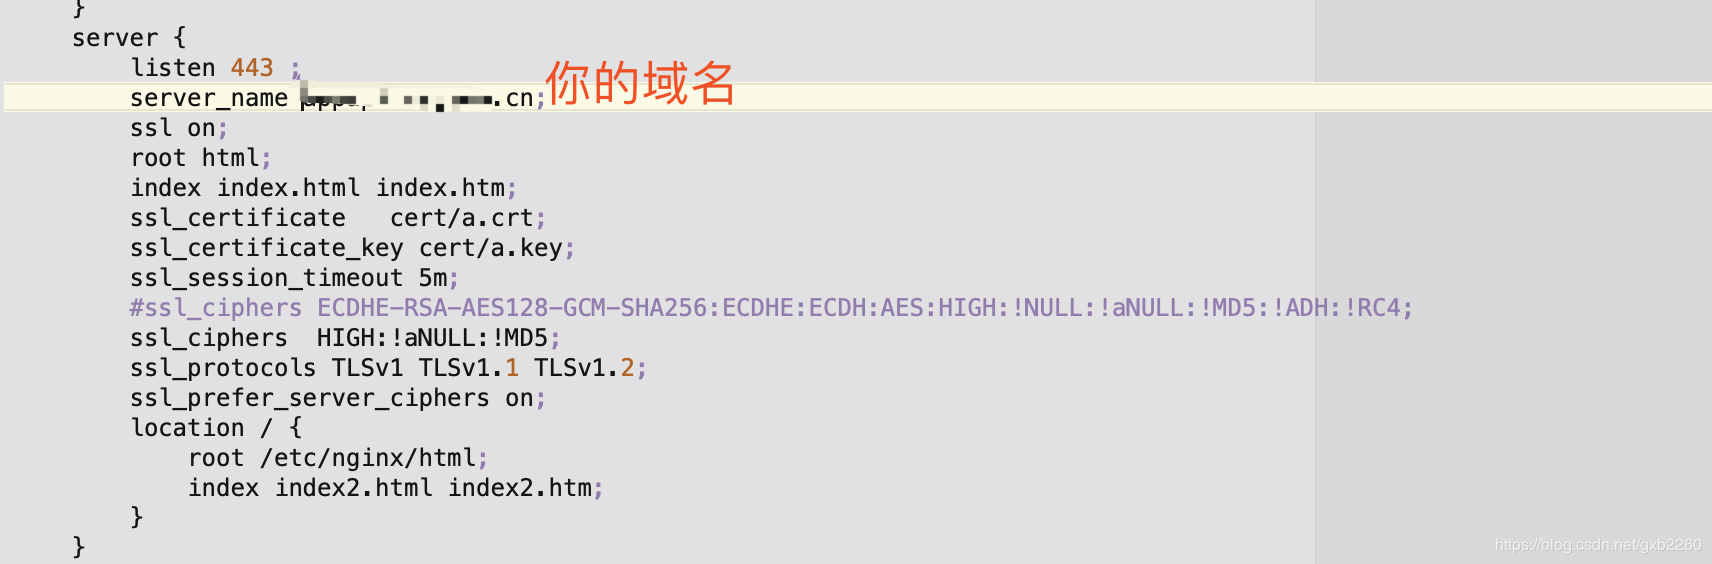 }
server {
listen 443 ;
server_name .cn;
你的域名
ssl on;
root html;
index index.html index.htm;
ssl_certificate   cert/a.crt;
ssl_certificate_key cert/a.key;
ssl_session_timeout 5m;
#ssl_ciphers ECDHE-RSA-AES128-GCM-SHA256:ECDHE:ECDH:AES:HIGH:!NULL:!aNULL:!MD5:!ADH:!RC4;
ssl_ciphers  HIGH:!aNULL:!MD5;
ssl_protocols TLSv1 TLSv1.1 TLSv1.2;
ssl_prefer_server_ciphers on;
location / {
root /etc/nginx/html;
index index2.html index2.htm;
}
}
https://blog.csdn.net/gxb2260